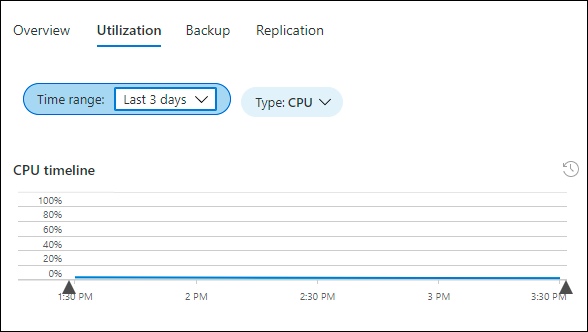 Overview Utilization Backup Replication
Time range: Last 3 days Type: CPU
CPU timeline
100%
80%
60%
40%
20%
0%
1:30 PM 2 PM 2:30 PM 3 PM 3:30 PM